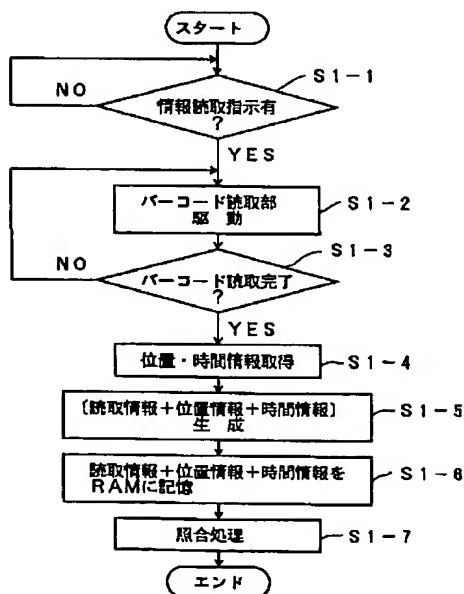 スタート
S1-1
NO
情報読取指示有
?
YES
バーコード読取部
駆動
S1-2
S1-3
NO
バーコード読取完了
?
YES
位置・時間情報取得
S1-4
[読取情報+位置情報+時間情報]
生成
S1-5
読取情報+位置情報+時間情報を
RAMに記憶
S1-6
照合処理
S1-7
エンド